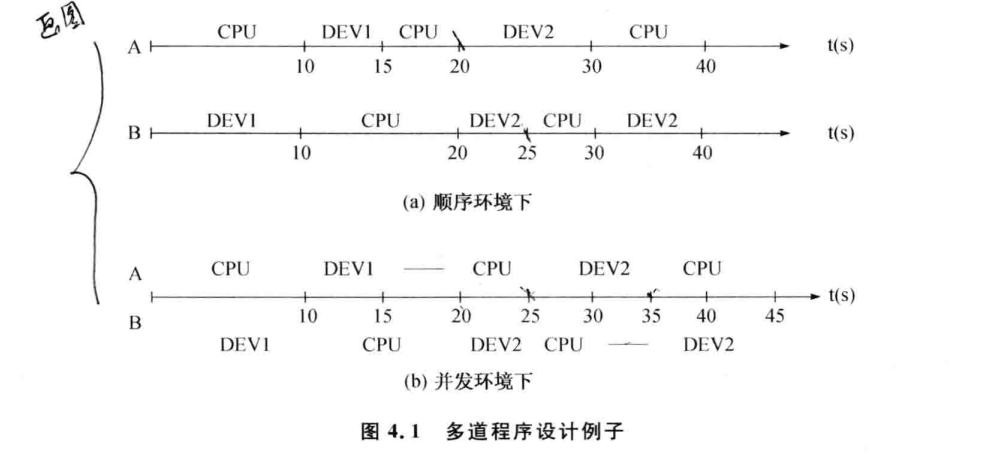 画图
CPU DEV1 CPU DEV2 CPU
A t(s)
10 15 20 30 40
DEV1 CPU DEV2 CPU DEV2
B t(s)
10 20 25 30 40
(a) 顺序环境下
A CPU DEV1 CPU DEV2 CPU
t(s)
10 15 20 25 30 35 40 45
B
DEV1 CPU DEV2 CPU DEV2
(b) 并发环境下
图 4.1 多道程序设计例子